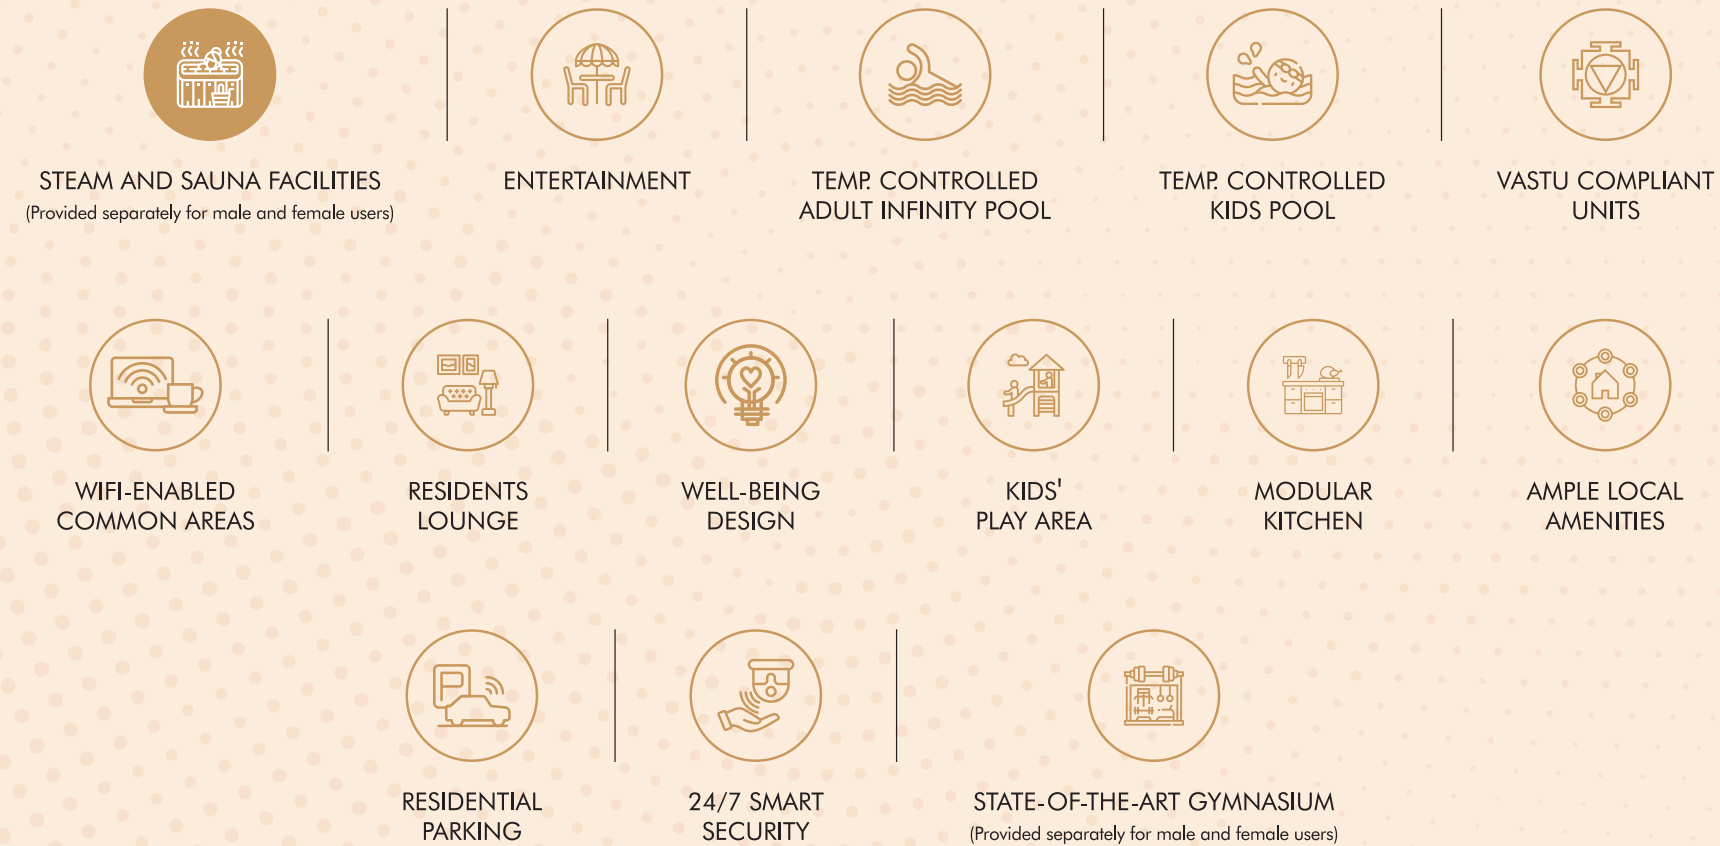 STEAM AND SAUNA FACILITIES
(Provided separately for male and female users)
ENTERTAINMENT
TEMP. CONTROLLED
ADULT INFINITY POOL
TEMP. CONTROLLED
KIDS POOL
VASTU COMPLIANT
UNITS
WIFI-ENABLED
COMMON AREAS
RESIDENTS
LOUNGE
WELL-BEING
DESIGN
KIDS'
PLAY AREA
MODULAR
KITCHEN
AMPLE LOCAL
AMENITIES
P
RESIDENTIAL
PARKING
24/7 SMART
SECURITY
STATE-OF-THE-ART GYMNASIUM
(Provided separately for male and female users)